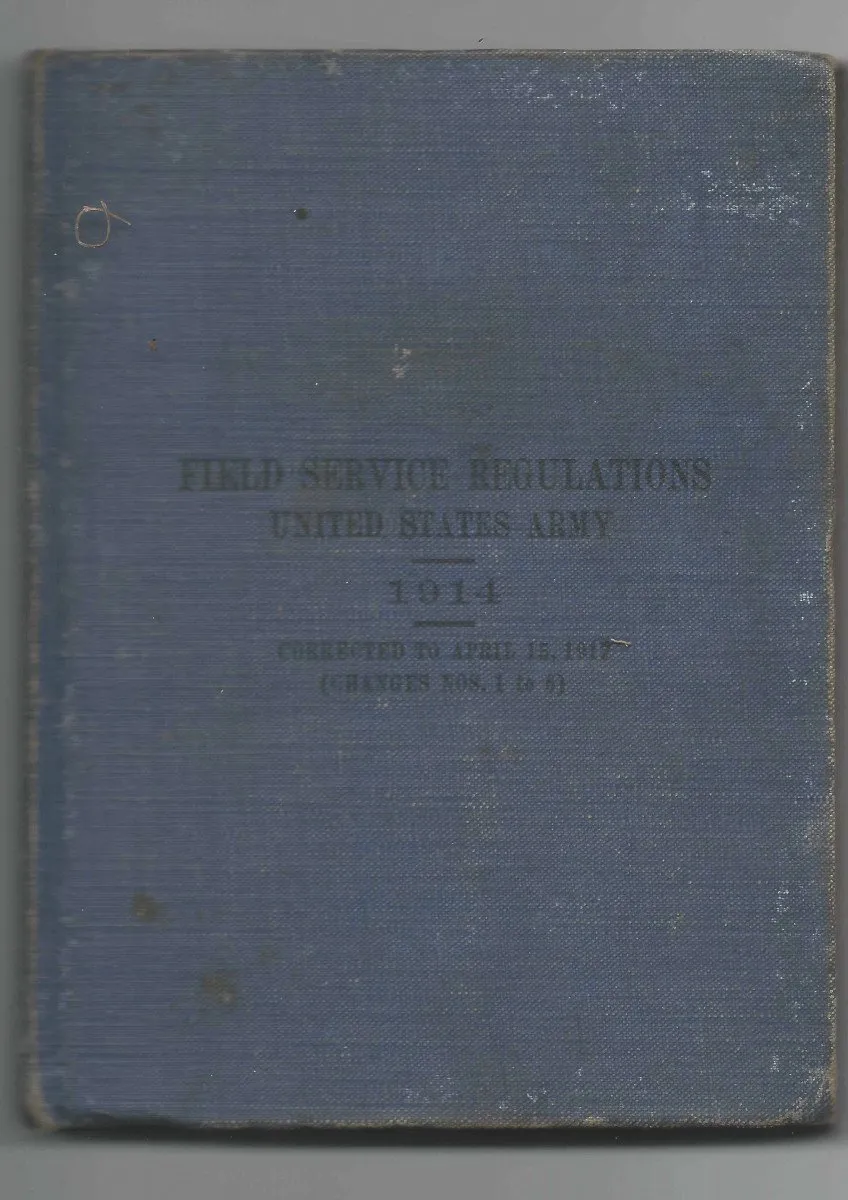 FIELD SERVICE REGULATIONS
UNITED STATES ARMY
1914
CORRECTED TO APRIL 15, 1917
(CHANGES NOS. 1 to 6)